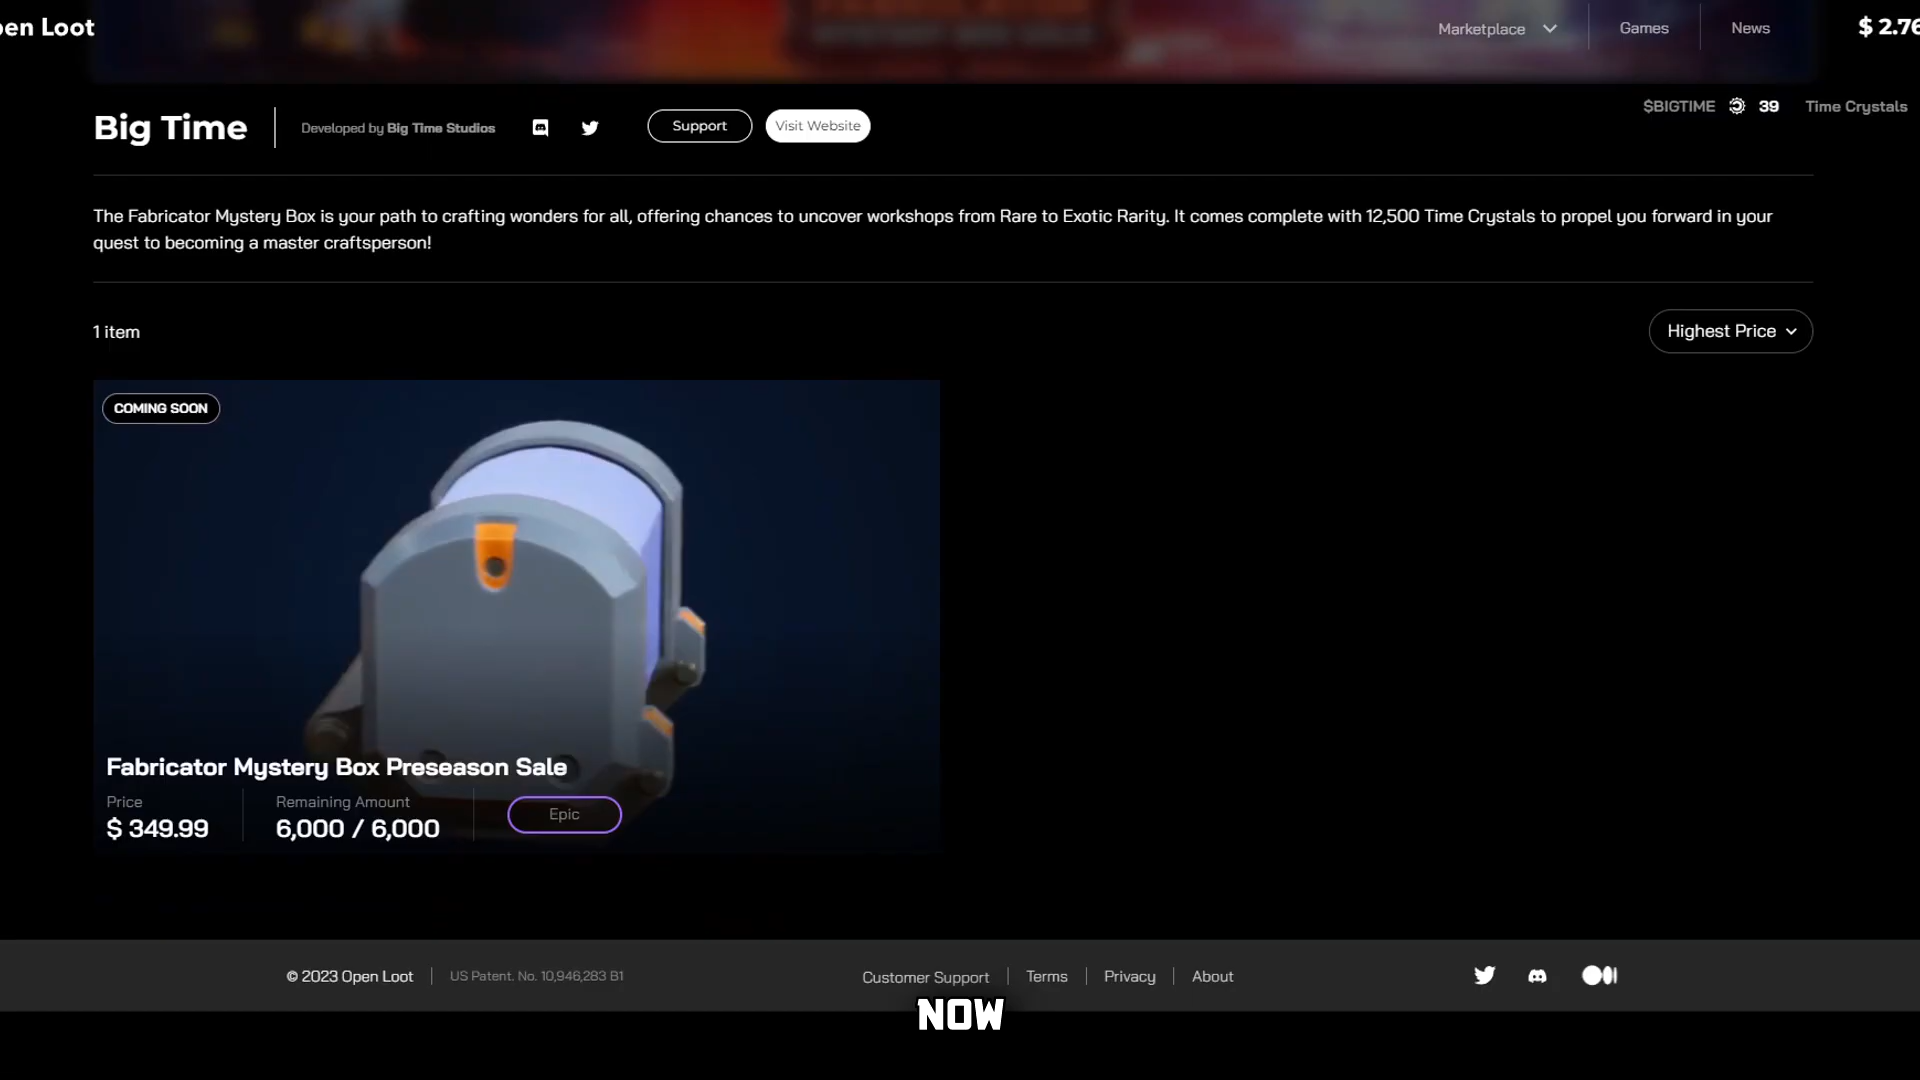 pen Loot
Marketplace
Games
News
$ 2.76
Big Time
Developed by Big Time Studios
Support
Visit Website
$BIGTIME 39 Time Crystals
The Fabricator Mystery Box is your path to crafting wonders for all, offering chances to uncover workshops from Rare to Exotic Rarity. It comes complete with 12,500 Time Crystals to propel you forward in your
quest to becoming a master craftsperson!
1 item
Highest Price
COMING SOON
Fabricator Mystery Box Preseason Sale
Price
$ 349.99
Remaining Amount
6,000 / 6,000
Epic
© 2023 Open Loot
US Patent. No. 10,946,283 B1
Customer Support
Terms
Privacy
About
NOW